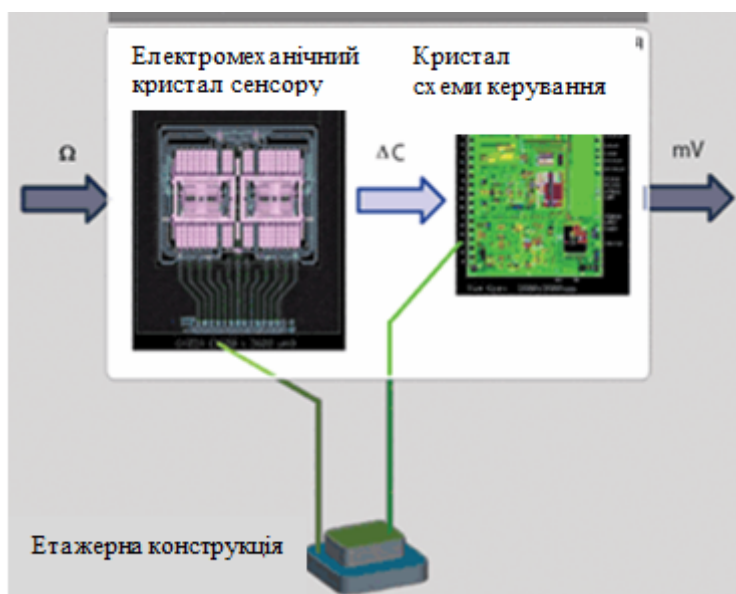 Електромеханічний
кристал сенсору
Кристал
схеми керування
Ω
ΔC
mV
Етажерна конструкція